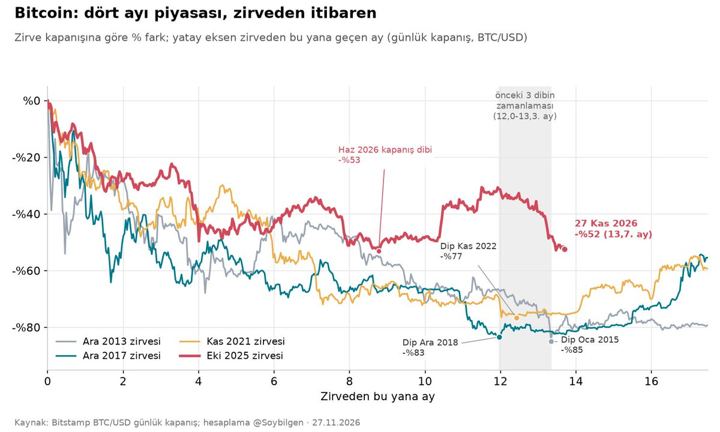 Bitcoin: dört ayı piyasası, zirveden itibaren
Zirve kapanışına göre % fark; yatay eksen zirveden bu yana geçen ay (günlük kapanış, BTC/USD)
%0
-%20
-%40
-%60
-%80
önceki 3 dibin
zamanlaması
(12,0-13,3. ay)
Haz 2026 kapanış dibi
-%53
27 Kas 2026
-%52 (13,7. ay)
Dip Kas 2022
-%77
Dip Ara 2018
-%83
Dip Oca 2015
-%85
Ara 2013 zirvesi
Ara 2017 zirvesi
Kas 2021 zirvesi
Eki 2025 zirvesi
0 2 4 6 8 10 12 14 16
Zirveden bu yana ay
Kaynak: Bitstamp BTC/USD günlük kapanış; hesaplama @Soybilgen · 27.11.2026